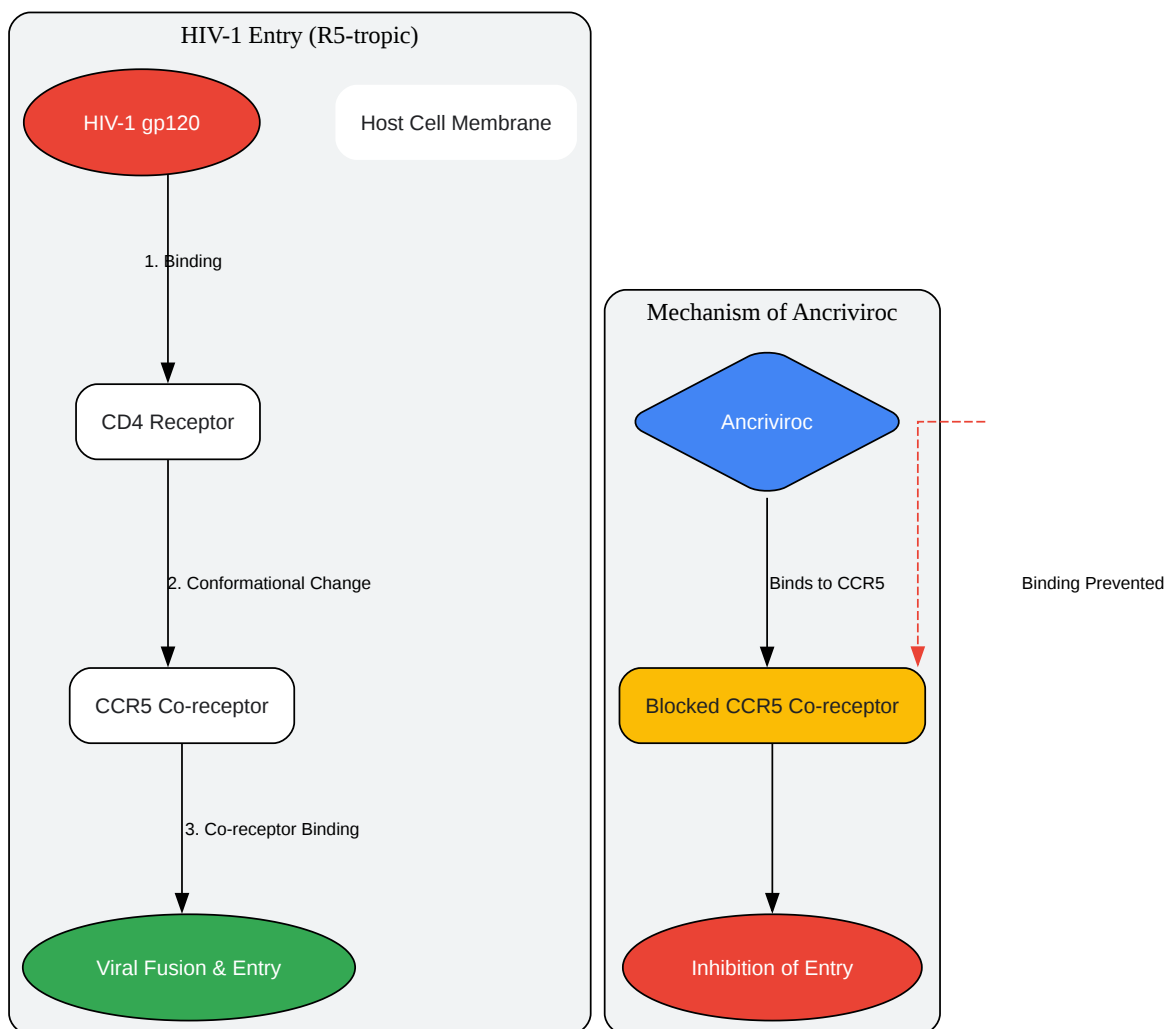 HIV-1 Entry (R5-tropic)
HIV-1 gp120
Host Cell Membrane
1. Binding
CD4 Receptor
2. Conformational Change
CCR5 Co-receptor
3. Co-receptor Binding
Viral Fusion & Entry
Mechanism of Ancriviroc
Ancriviroc
Binds to CCR5
Binding Prevented
Blocked CCR5 Co-receptor
Inhibition of Entry